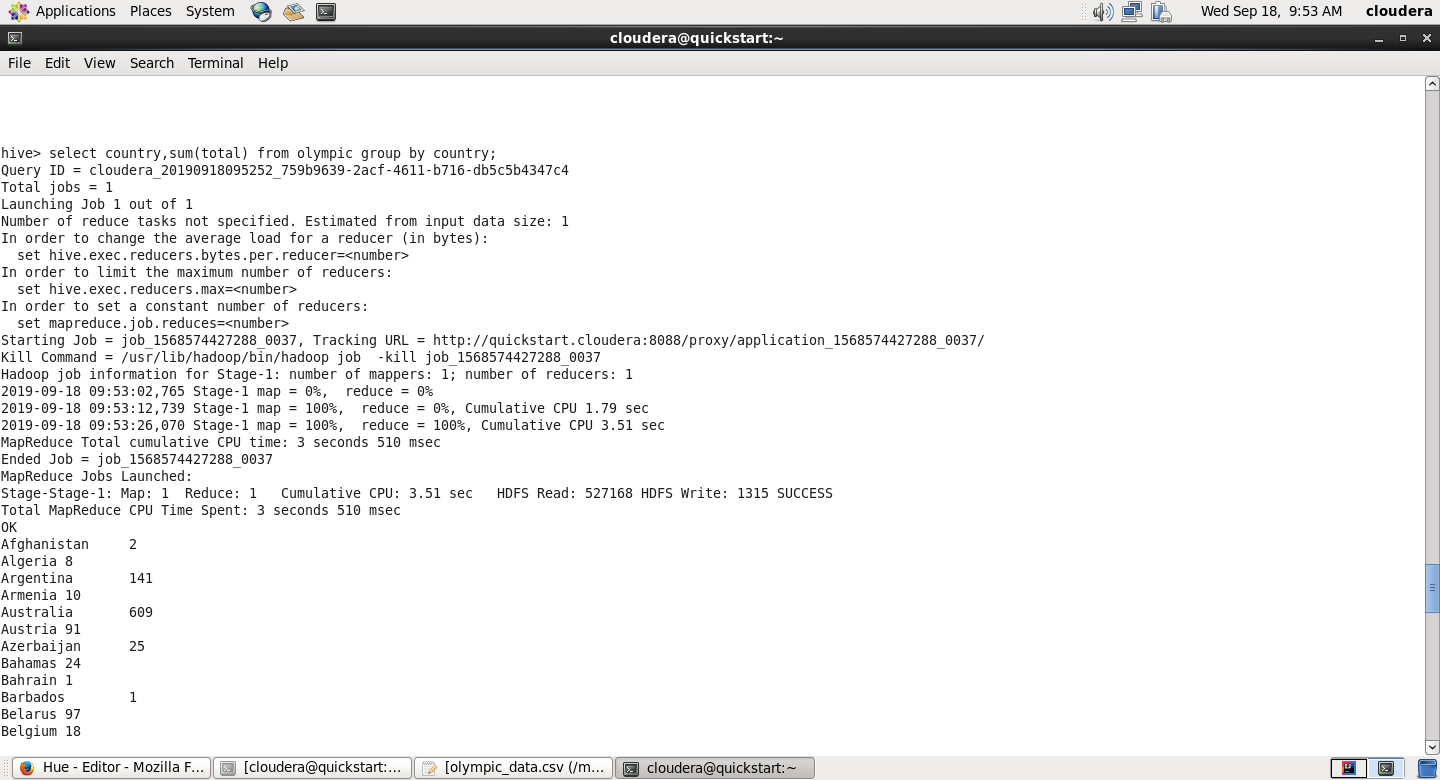 Applications Places System Wed Sep 18, 9:53 AM cloudera
cloudera@quickstart:~
File Edit View Search Terminal Help
hive> select country,sum(total) from olympic group by country;
Query ID = cloudera_20190918095252_759b9639-2acf-4611-b716-db5c5b4347c4
Total jobs = 1
Launching Job 1 out of 1
Number of reduce tasks not specified. Estimated from input data size: 1
In order to change the average load for a reducer (in bytes):
  set hive.exec.reducers.bytes.per.reducer=<number>
In order to limit the maximum number of reducers:
  set hive.exec.reducers.max=<number>
In order to set a constant number of reducers:
  set mapreduce.job.reduces=<number>
Starting Job = job_1568574427288_0037, Tracking URL = http://quickstart.cloudera:8088/proxy/application_1568574427288_0037/
Kill Command = /usr/lib/hadoop/bin/hadoop job  -kill job_1568574427288_0037
Hadoop job information for Stage-1: number of mappers: 1; number of reducers: 1
2019-09-18 09:53:02,765 Stage-1 map = 0%,  reduce = 0%
2019-09-18 09:53:12,739 Stage-1 map = 100%,  reduce = 0%, Cumulative CPU 1.79 sec
2019-09-18 09:53:26,070 Stage-1 map = 100%,  reduce = 100%, Cumulative CPU 3.51 sec
MapReduce Total cumulative CPU time: 3 seconds 510 msec
Ended Job = job_1568574427288_0037
MapReduce Jobs Launched:
Stage-Stage-1: Map: 1  Reduce: 1   Cumulative CPU: 3.51 sec   HDFS Read: 527168 HDFS Write: 1315 SUCCESS
Total MapReduce CPU Time Spent: 3 seconds 510 msec
OK
Afghanistan     2
Algeria 8
Argentina       141
Armenia 10
Australia       609
Austria 91
Azerbaijan      25
Bahamas 24
Bahrain 1
Barbados        1
Belarus 97
Belgium 18
Hue - Editor - Mozilla F... [cloudera@quickstart:... [olympic_data.csv (/m... cloudera@quickstart:~